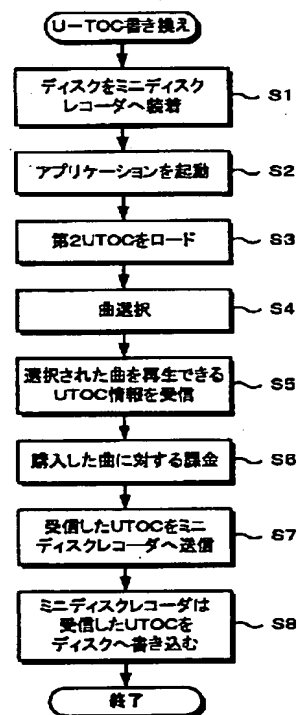 U-TOC書き換え
ディスクをミニディスク
レコーダへ装着
S1
アプリケーションを起動
S2
第2UTOCをロード
S3
曲選択
S4
選択された曲を再生できる
UTOC情報を受信
S5
購入した曲に対する課金
S6
受信したUTOCをミニ
ディスクレコーダへ送信
S7
ミニディスクレコーダは
受信したUTOCを
ディスクへ書き込む
S8
終了